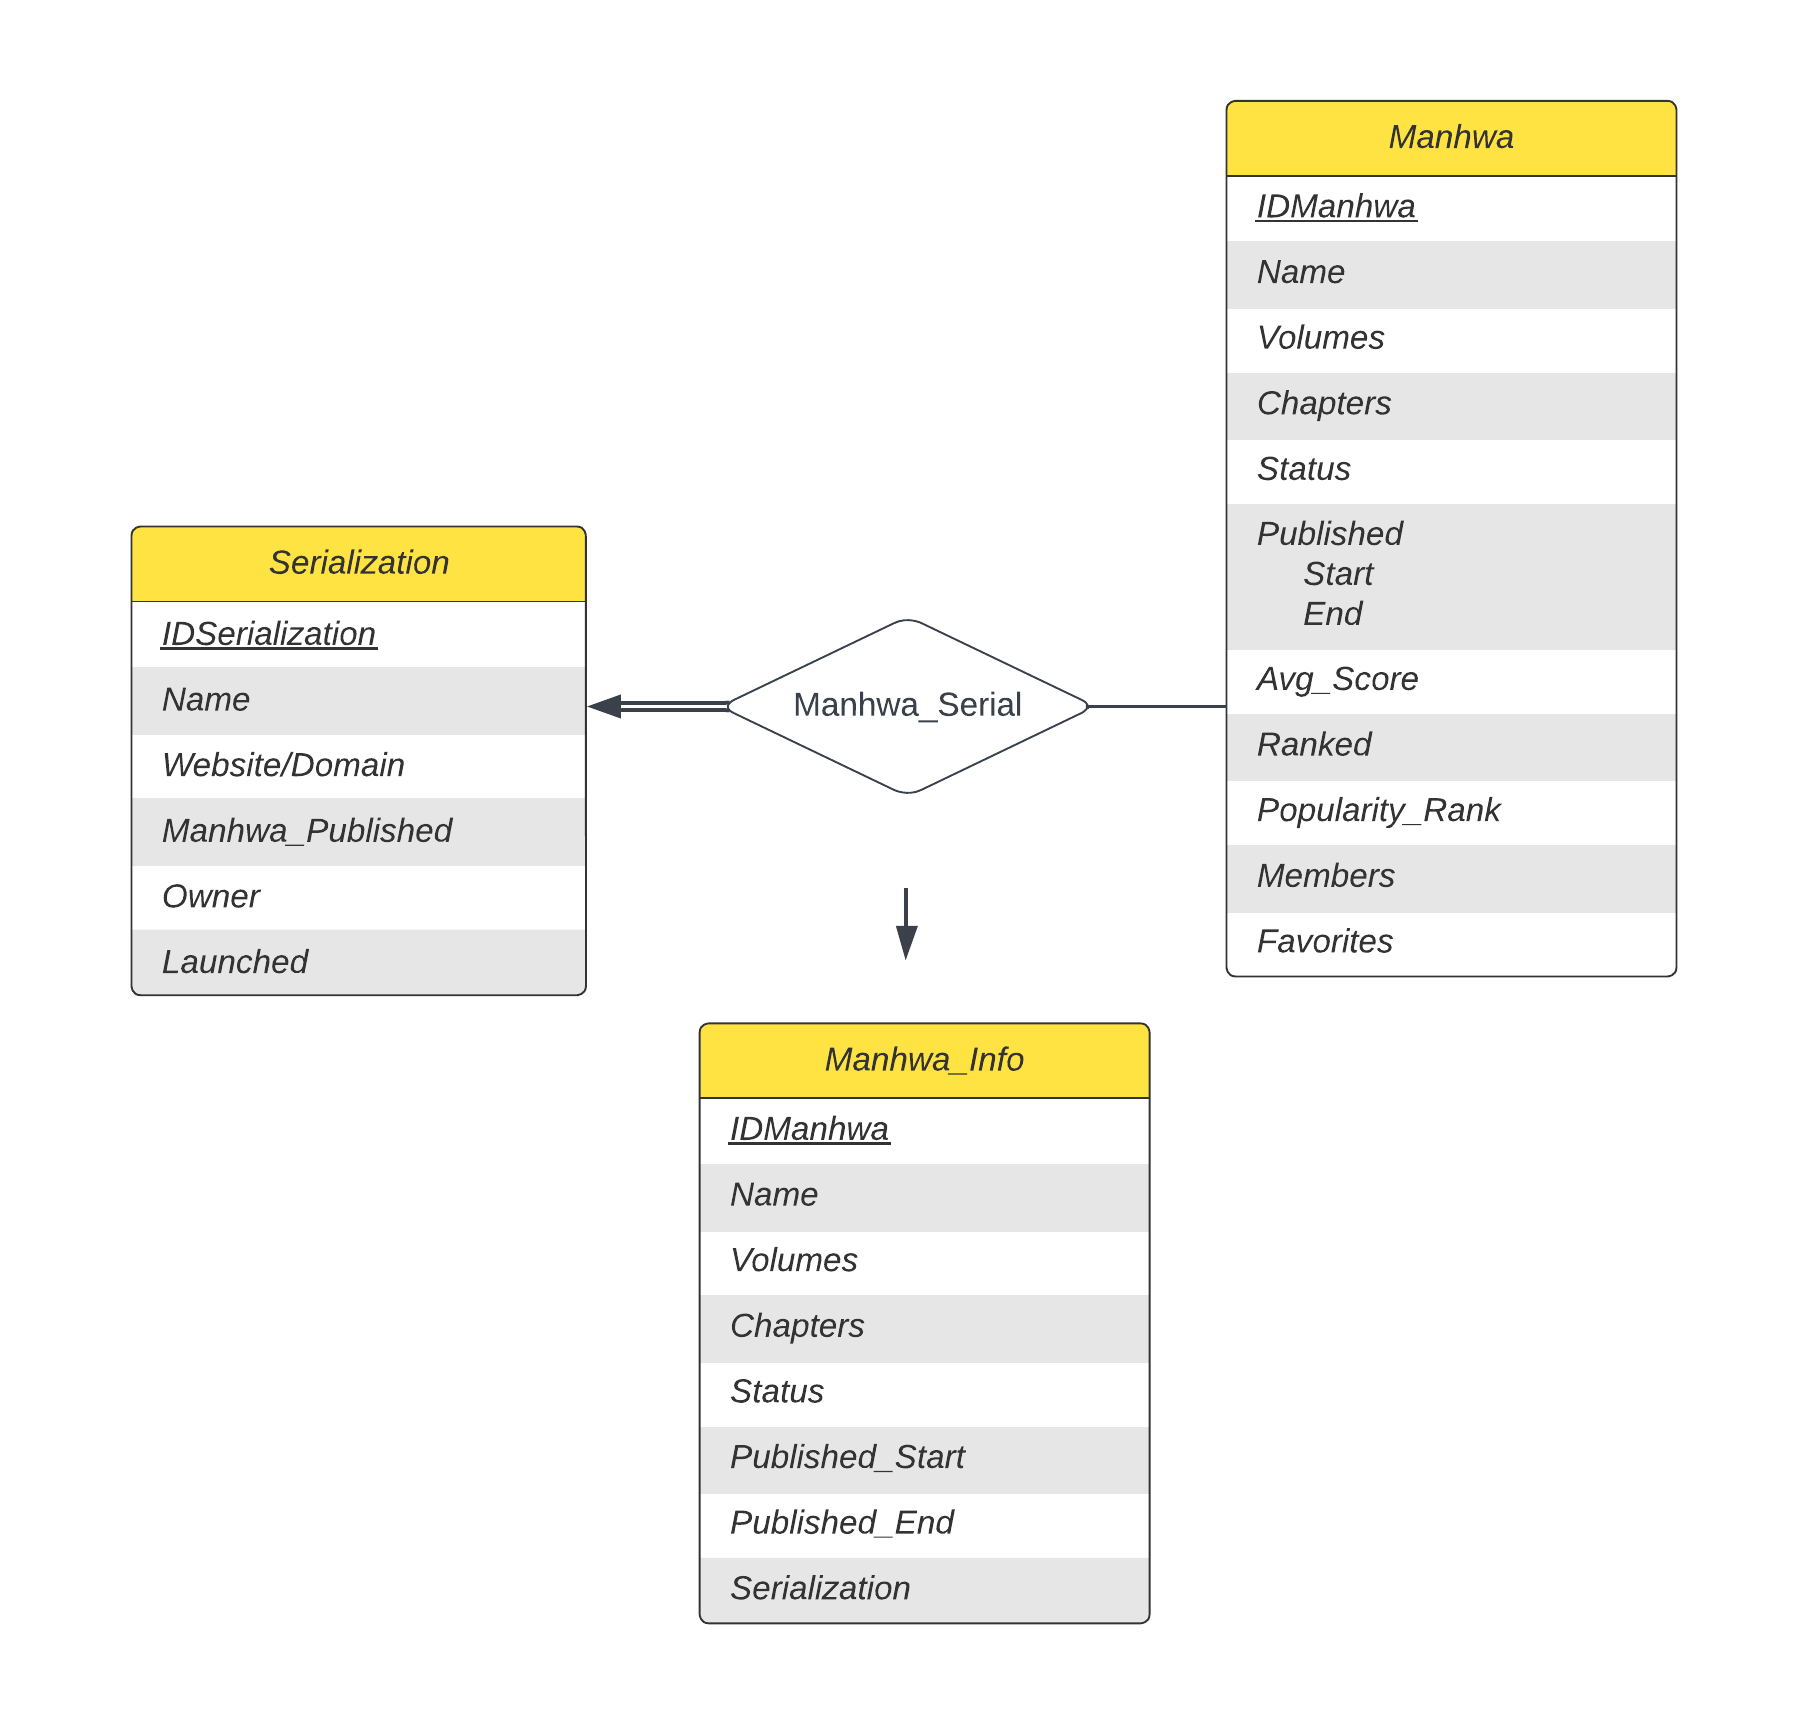 Manhwa
IDManhwa
Name
Volumes
Chapters
Status
Published
Start
End
Avg_Score
Ranked
Popularity_Rank
Members
Favorites
Serialization
IDSerialization
Name
Website/Domain
Manhwa_Published
Owner
Launched
Manhwa_Serial
Manhwa_Info
IDManhwa
Name
Volumes
Chapters
Status
Published_Start
Published_End
Serialization